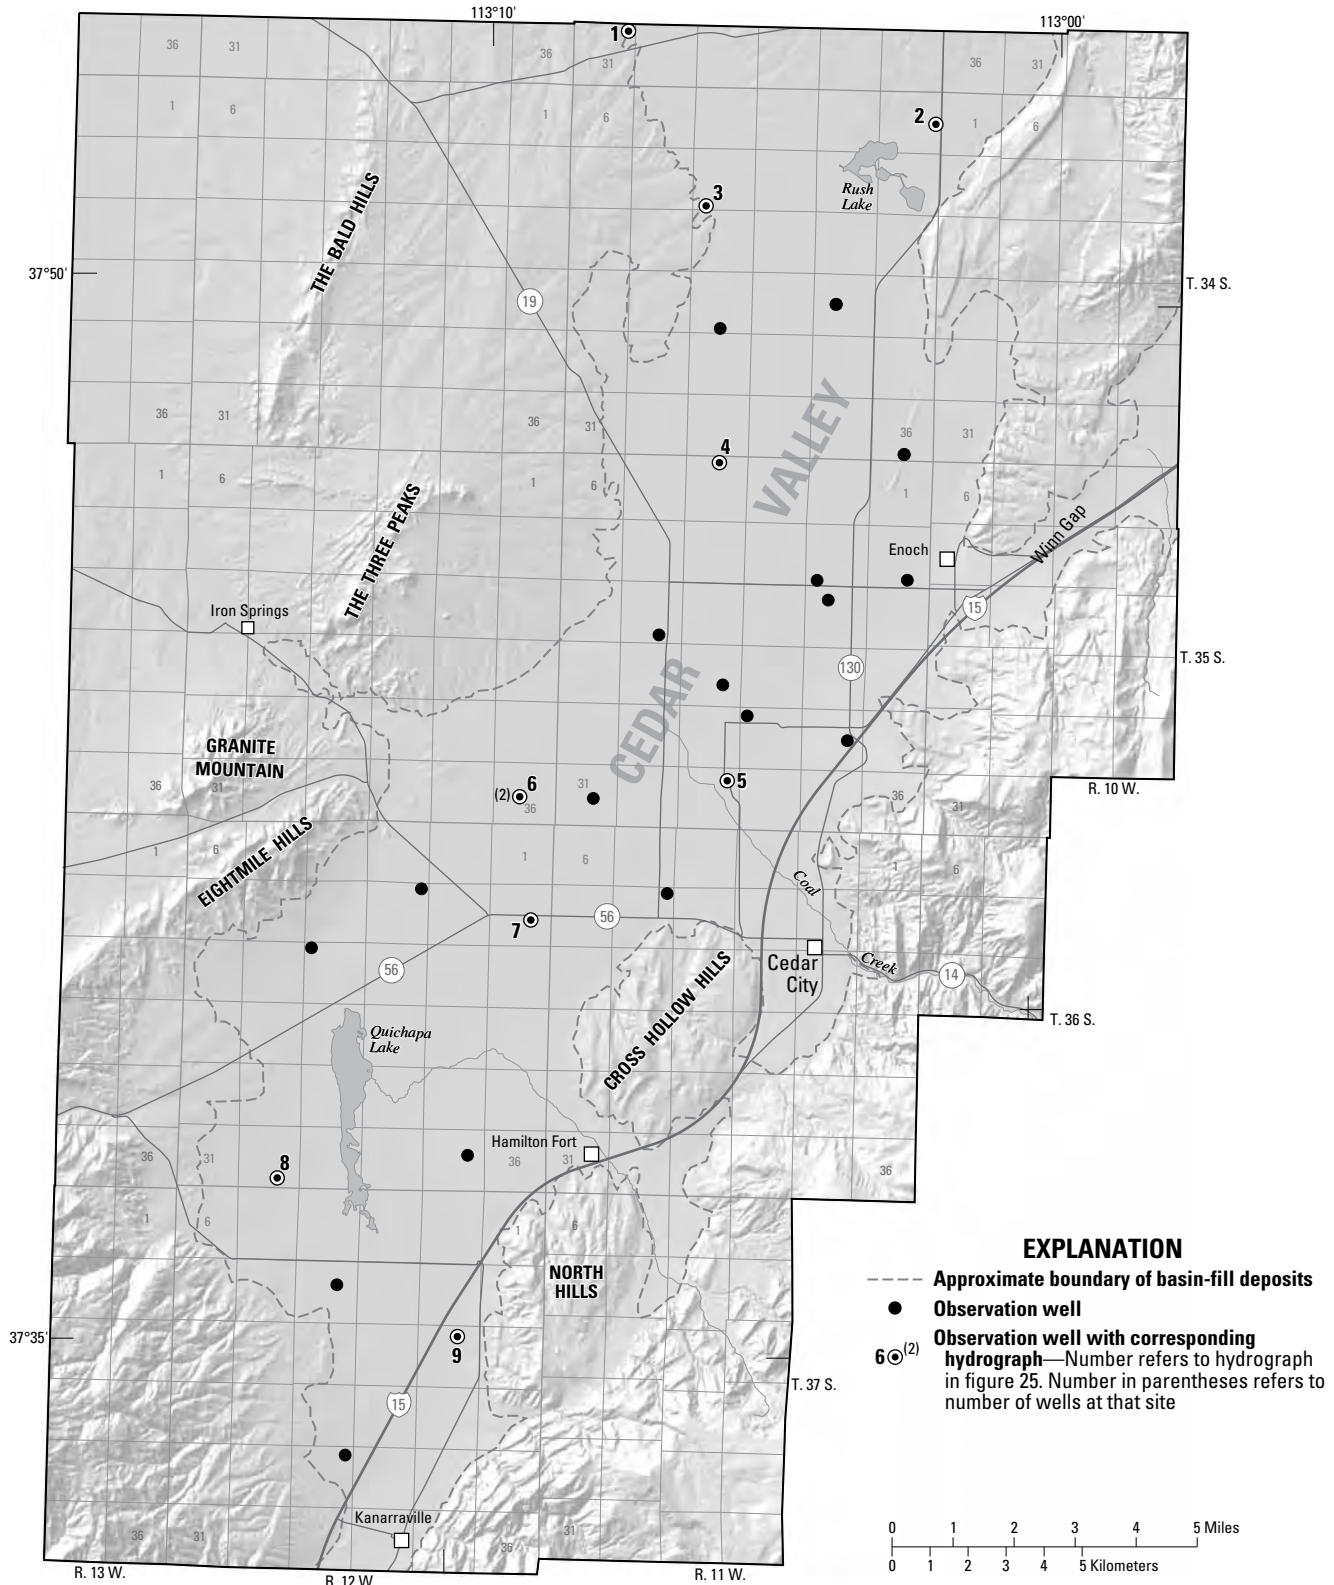 113°10'
113°00'
1
36
31
36
31
36
31
1
6
1
6
2
1
6
Rush
Lake
3
THE BALD HILLS
37°50'
T. 34 S.
19
VALLEY
36
31
36
31
36
31
4
1
6
1
6
1
6
THE THREE PEAKS
Winn Gap
Enoch
Iron Springs
15
T. 35 S.
130
CEDAR
GRANITE
MOUNTAIN
36
31
(2)
6
36
31
5
36
31
R. 10 W.
EIGHTMILE HILLS
1
6
1
6
1
6
Coal
7
56
Creek
Cedar
City
14
56
CROSS HOLLOW HILLS
T. 36 S.
Quichapa
Lake
Hamilton Fort
36
31
8
36
31
36
1
6
1
6
NORTH
HILLS
37°35'
9
T. 37 S.
15
Kanarraville
36
31
36
31
R. 13 W.
R. 12 W.
R. 11 W.
EXPLANATION
Approximate boundary of basin-fill deposits
Observation well
6 (2) Observation well with corresponding
hydrograph—Number refers to hydrograph
in figure 25. Number in parentheses refers to
number of wells at that site
0 1 2 3 4 5 Miles
0 1 2 3 4 5 Kilometers